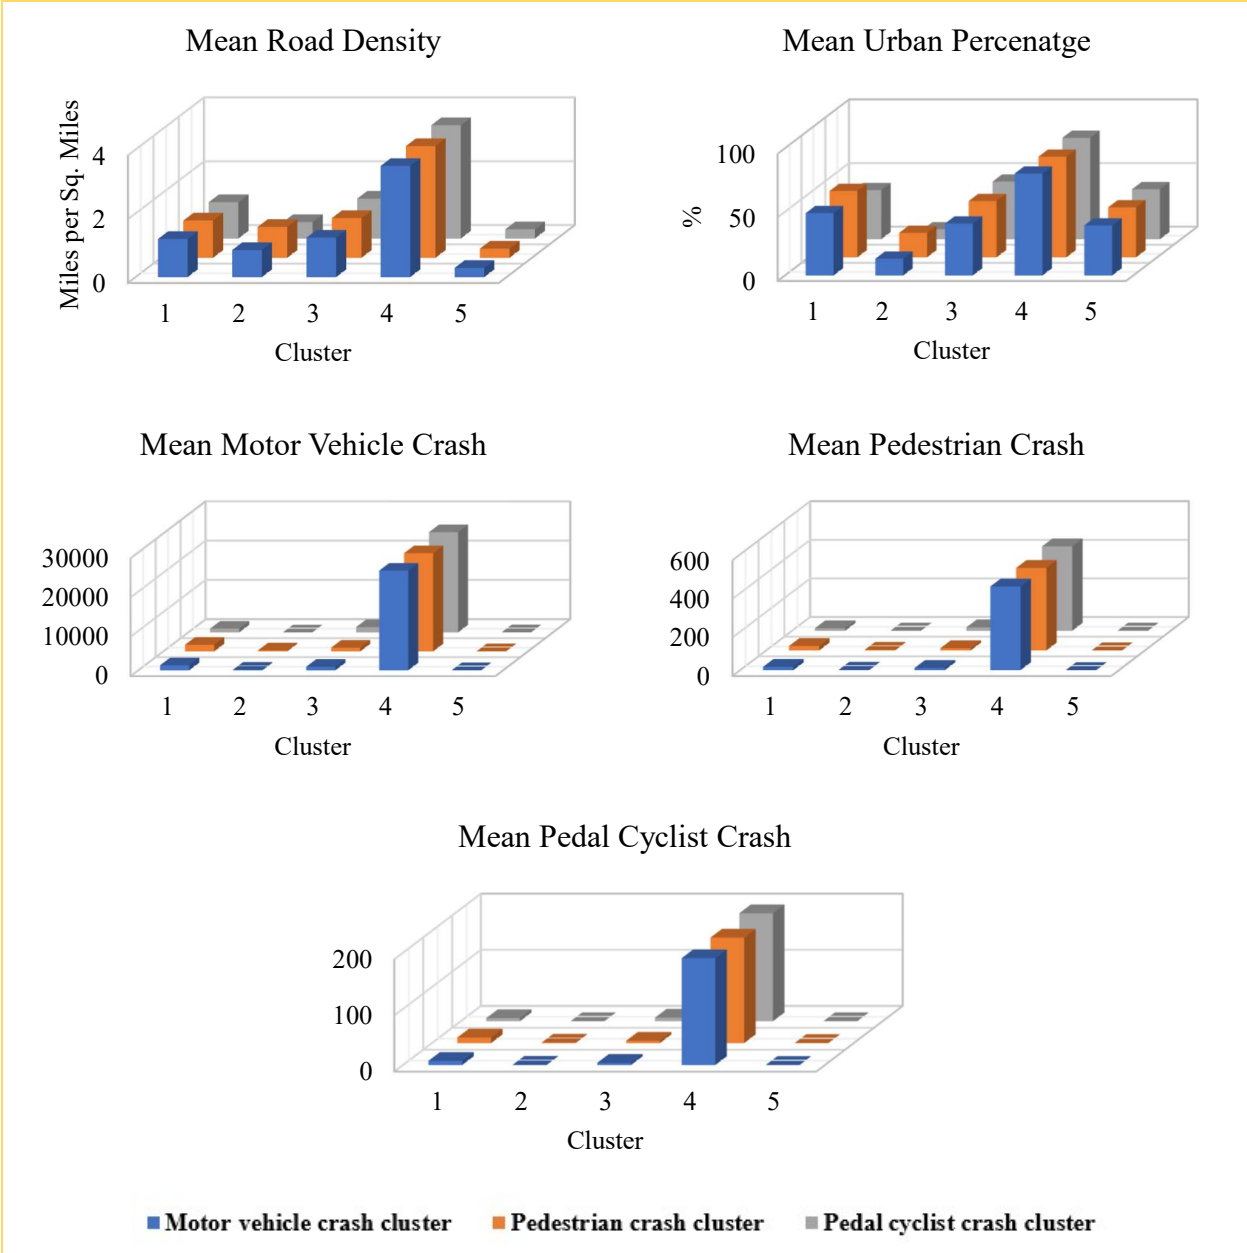 Mean Road Density
Miles per Sq. Miles
4
2
0
1 2 3 4 5
Cluster
Mean Urban Percenatge
%
100
50
0
1 2 3 4 5
Cluster
Mean Motor Vehicle Crash
30000
20000
10000
0
1 2 3 4 5
Cluster
Mean Pedestrian Crash
600
400
200
0
1 2 3 4 5
Cluster
Mean Pedal Cyclist Crash
200
100
0
1 2 3 4 5
Cluster
Motor vehicle crash cluster Pedestrian crash cluster Pedal cyclist crash cluster